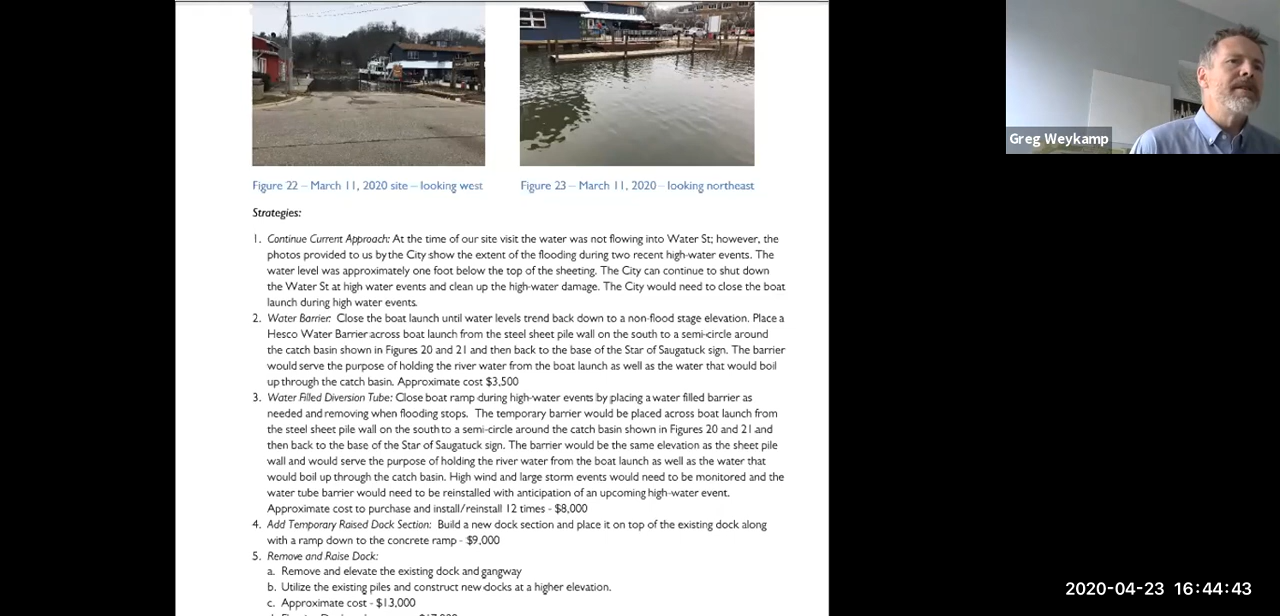 Greg Weykamp
Figure 22 – March 11, 2020 site – looking west
Figure 23 – March 11, 2020 – looking northeast
Strategies:
1. Continue Current Approach: At the time of our site visit the water was not flowing into Water St; however, the
photos provided to us by the City show the extent of the flooding during two recent high-water events. The
water level was approximately one foot below the top of the sheeting. The City can continue to shut down
the Water St at high water events and clean up the high-water damage. The City would need to close the boat
launch during high water events.
2. Water Barrier: Close the boat launch until water levels trend back down to a non-flood stage elevation. Place a
Hesco Water Barrier across boat launch from the steel sheet pile wall on the south to a semi-circle around
the catch basin shown in Figures 20 and 21 and then back to the base of the Star of Saugatuck sign. The barrier
would serve the purpose of holding the river water from the boat launch as well as the water that would boil
up through the catch basin. Approximate cost $3,500
3. Water Filled Diversion Tube: Close boat ramp during high-water events by placing a water filled barrier as
needed and removing when flooding stops. The temporary barrier would be placed across boat launch from
the steel sheet pile wall on the south to a semi-circle around the catch basin shown in Figures 20 and 21 and
then back to the base of the Star of Saugatuck sign. The barrier would be the same elevation as the sheet pile
wall and would serve the purpose of holding the river water from the boat launch as well as the water that
would boil up through the catch basin. High wind and large storm events would need to be monitored and the
water tube barrier would need to be reinstalled with anticipation of an upcoming high-water event.
Approximate cost to purchase and install/reinstall 12 times - $8,000
4. Add Temporary Raised Dock Section: Build a new dock section and place it on top of the existing dock along
with a ramp down to the concrete ramp - $9,000
5. Remove and Raise Dock:
a. Remove and elevate the existing dock and gangway
b. Utilize the existing piles and construct new docks at a higher elevation.
c. Approximate cost - $13,000
2020-04-23 16:44:43